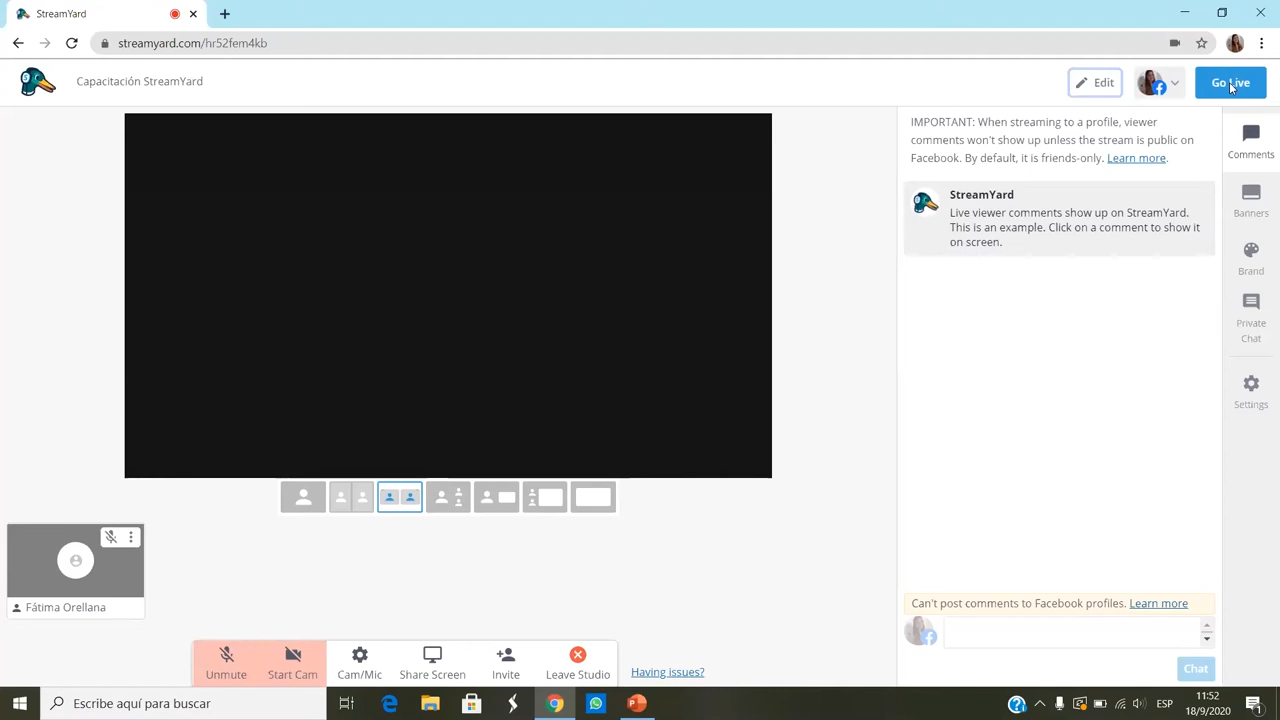 StreamYard
streamyard.com/hr52fem4kb
Capacitación StreamYard
Edit
Go Live
IMPORTANT: When streaming to a profile, viewer
comments won't show up unless the stream is public on
Facebook. By default, it is friends-only. Learn more.
StreamYard
Live viewer comments show up on StreamYard.
This is an example. Click on a comment to show it
on screen.
Comments
Banners
Brand
Private
Chat
Settings
Fátima Orellana
Can't post comments to Facebook profiles. Learn more
Chat
Unmute
Start Cam
Cam/Mic
Share Screen
Invite
Leave Studio
Having issues?
Escribe aquí para buscar
ESP
11:52
18/9/2020
1